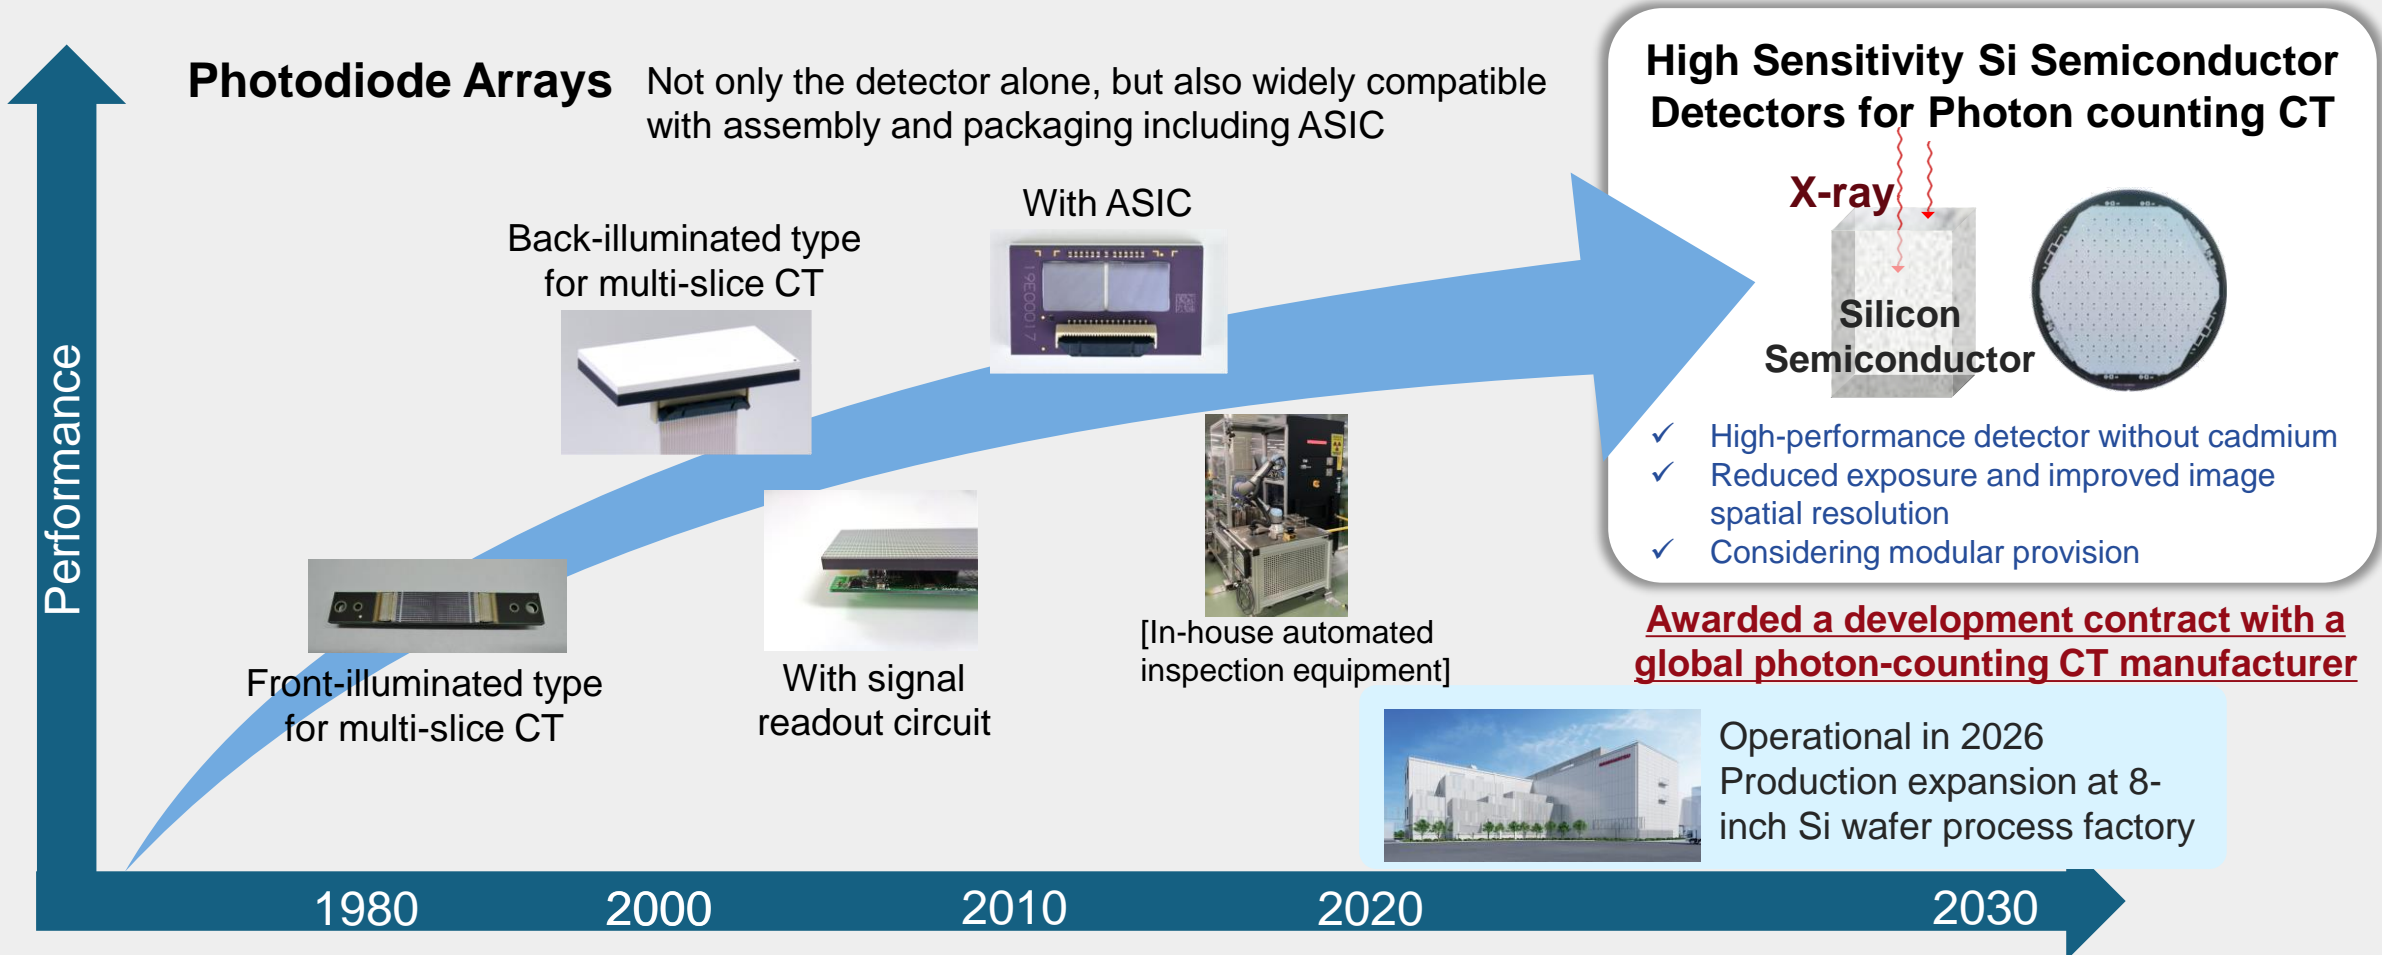 Photodiode Arrays
Not only the detector alone, but also widely compatible
with assembly and packaging including ASIC
High Sensitivity Si Semiconductor
Detectors for Photon counting CT
X-ray
Silicon
Semiconductor
✓ High-performance detector without cadmium
✓ Reduced exposure and improved image
spatial resolution
✓ Considering modular provision
Awarded a development contract with a
global photon-counting CT manufacturer
With ASIC
19E00017
Back-illuminated type
for multi-slice CT
Performance
Front-illuminated type
for multi-slice CT
With signal
readout circuit
[In-house automated
inspection equipment]
Operational in 2026
Production expansion at 8-
inch Si wafer process factory
1980
2000
2010
2020
2030